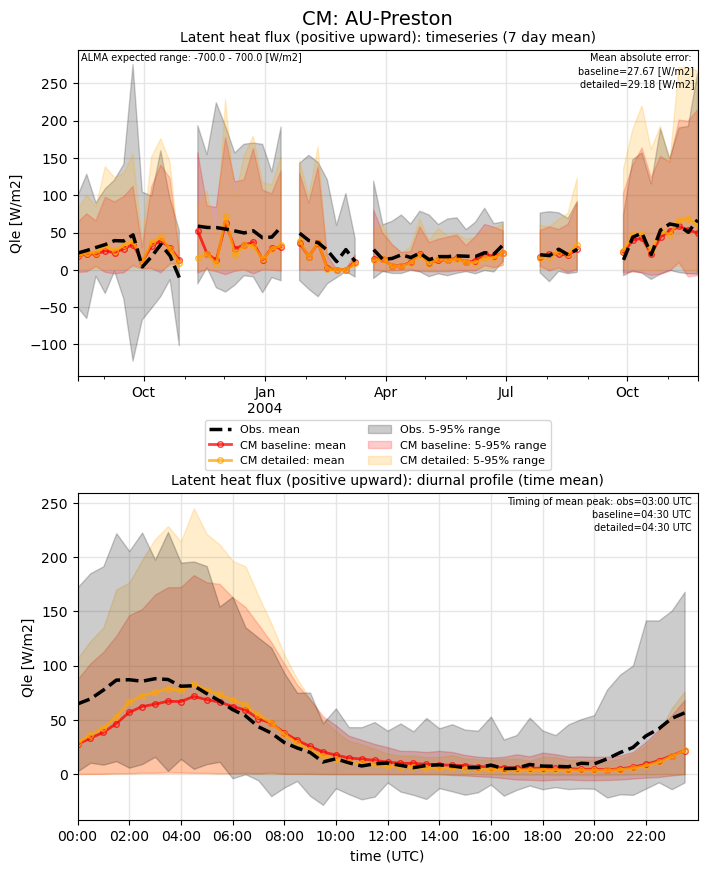 CM: AU-Preston
Latent heat flux (positive upward): timeseries (7 day mean)
ALMA expected range: -700.0 - 700.0 [W/m2]
Mean absolute error:
baseline=27.67 [W/m2]
detailed=29.18 [W/m2]
Qle [W/m2]
250
200
150
100
50
0
−50
−100
Oct
Jan
2004
Apr
Jul
Oct
Obs. mean
CM baseline: mean
CM detailed: mean
Obs. 5-95% range
CM baseline: 5-95% range
CM detailed: 5-95% range
Latent heat flux (positive upward): diurnal profile (time mean)
Timing of mean peak: obs=03:00 UTC
baseline=04:30 UTC
detailed=04:30 UTC
Qle [W/m2]
250
200
150
100
50
0
00:00 02:00 04:00 06:00 08:00 10:00 12:00 14:00 16:00 18:00 20:00 22:00
time (UTC)